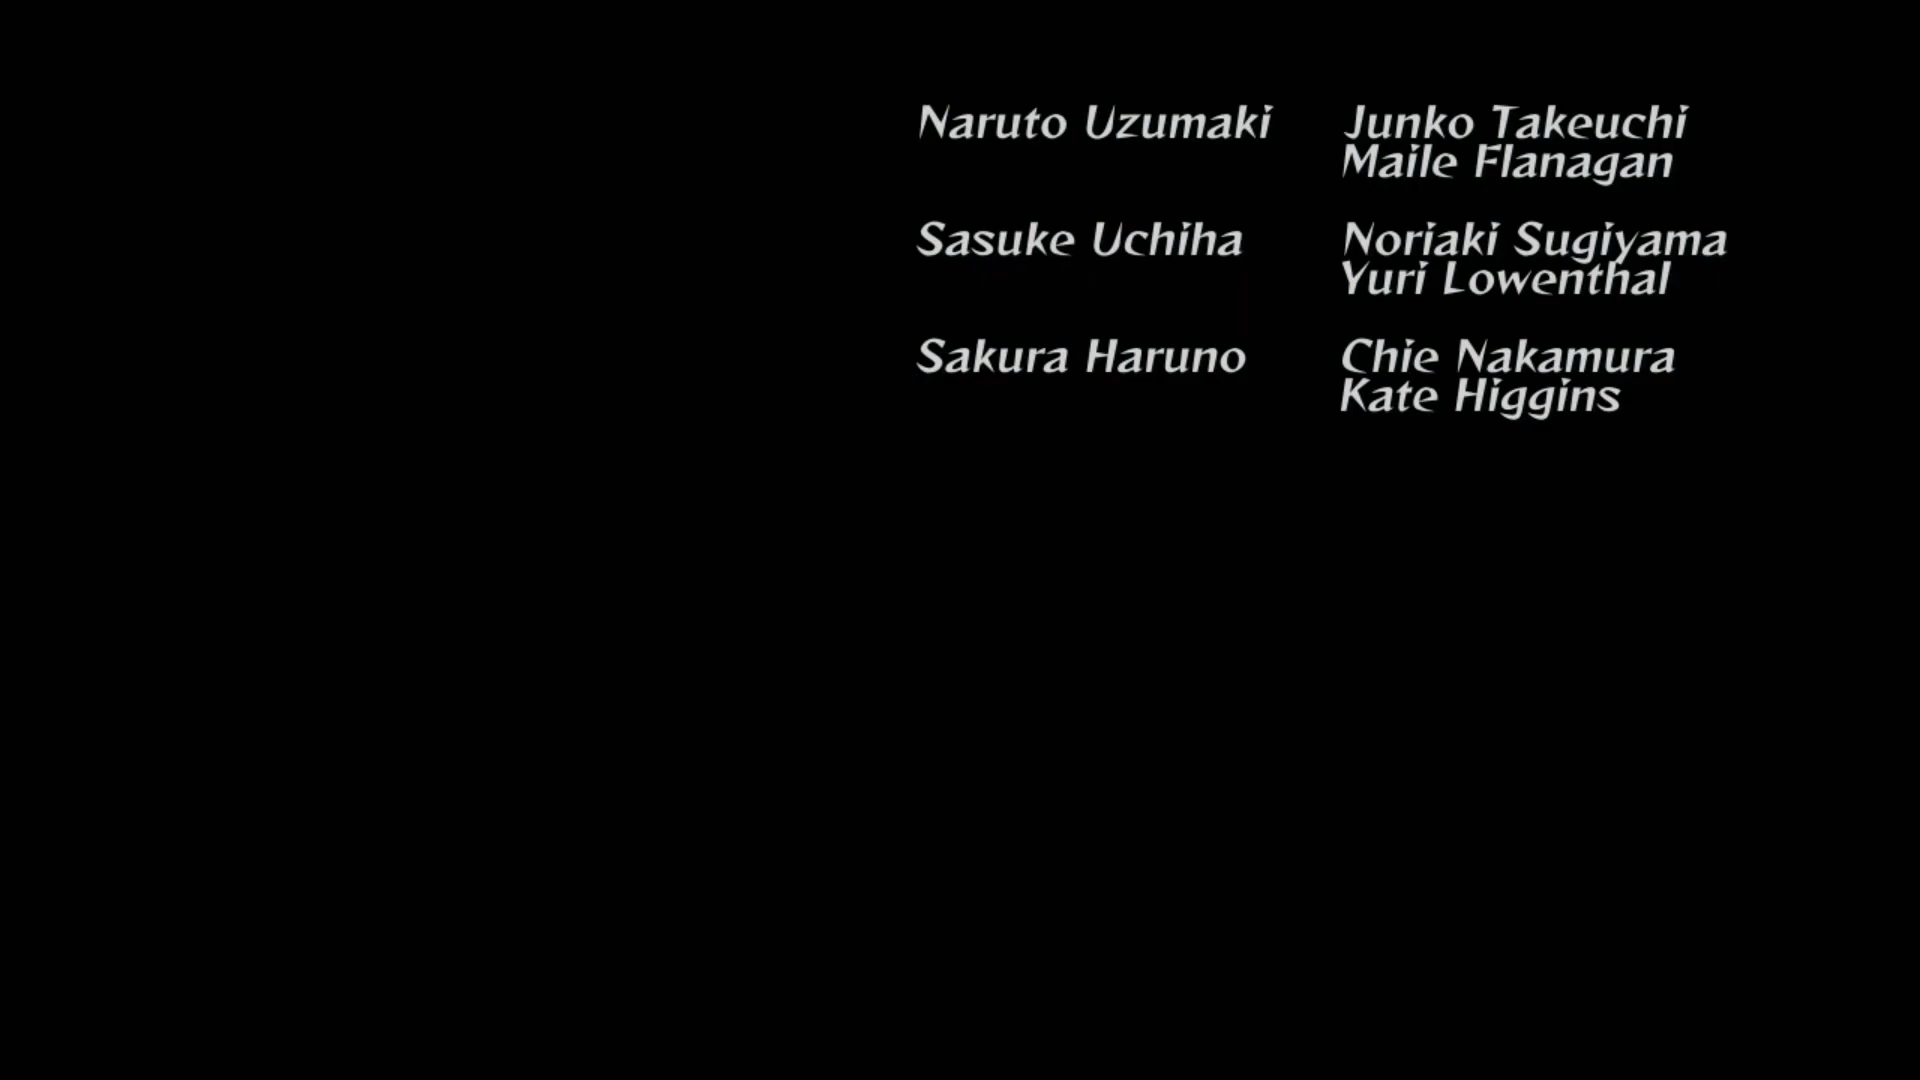 Naruto Uzumaki Junko Takeuchi
Maile Flanagan
Sasuke Uchiha Noriaki Sugiyama
Yuri Lowenthal
Sakura Haruno Chie Nakamura
Kate Higgins